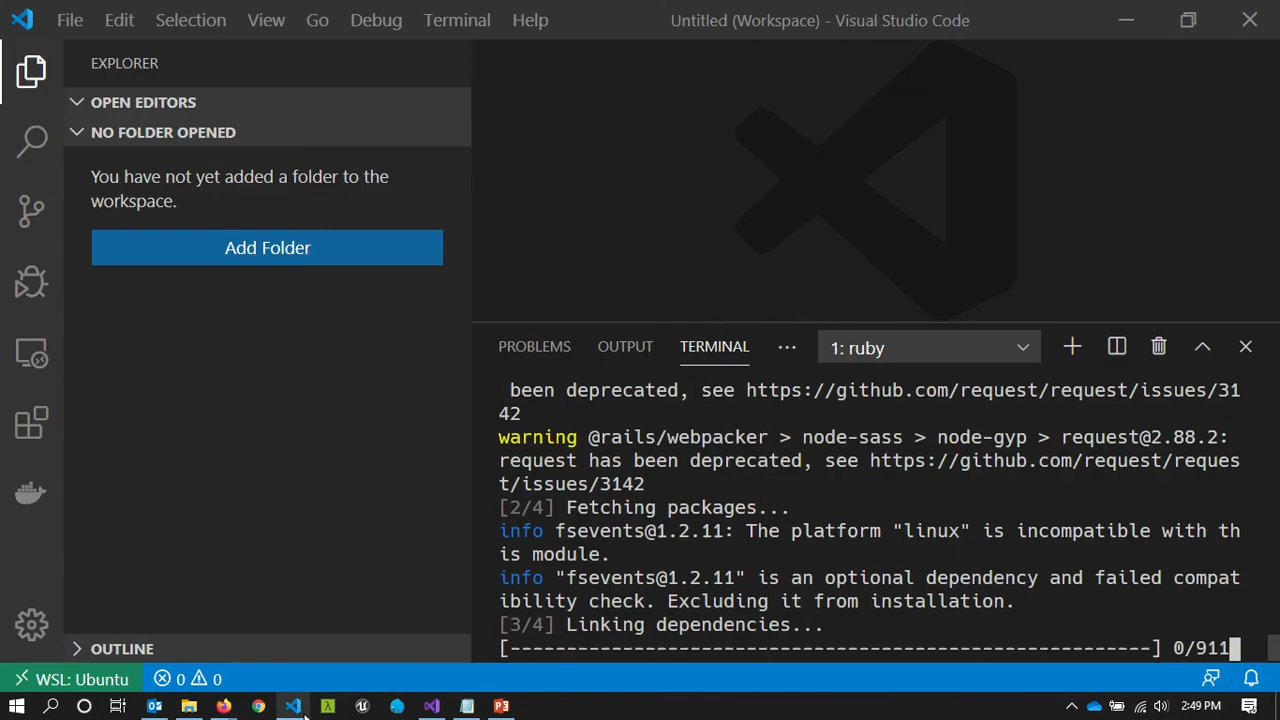 File Edit Selection View Go Debug Terminal Help Untitled (Workspace) - Visual Studio Code
EXPLORER
OPEN EDITORS
NO FOLDER OPENED
You have not yet added a folder to the
workspace.
Add Folder
OUTLINE
PROBLEMS OUTPUT TERMINAL ... 1: ruby
been deprecated, see https://github.com/request/request/issues/31
42
warning @rails/webpacker > node-sass > node-gyp > request@2.88.2:
request has been deprecated, see https://github.com/request/reques
t/issues/3142
[2/4] Fetching packages...
info fsevents@1.2.11: The platform "linux" is incompatible with th
is module.
info "fsevents@1.2.11" is an optional dependency and failed compat
ibility check. Excluding it from installation.
[3/4] Linking dependencies...
[---------------------------------------------------------] 0/911
WSL: Ubuntu 0 0
2:49 PM